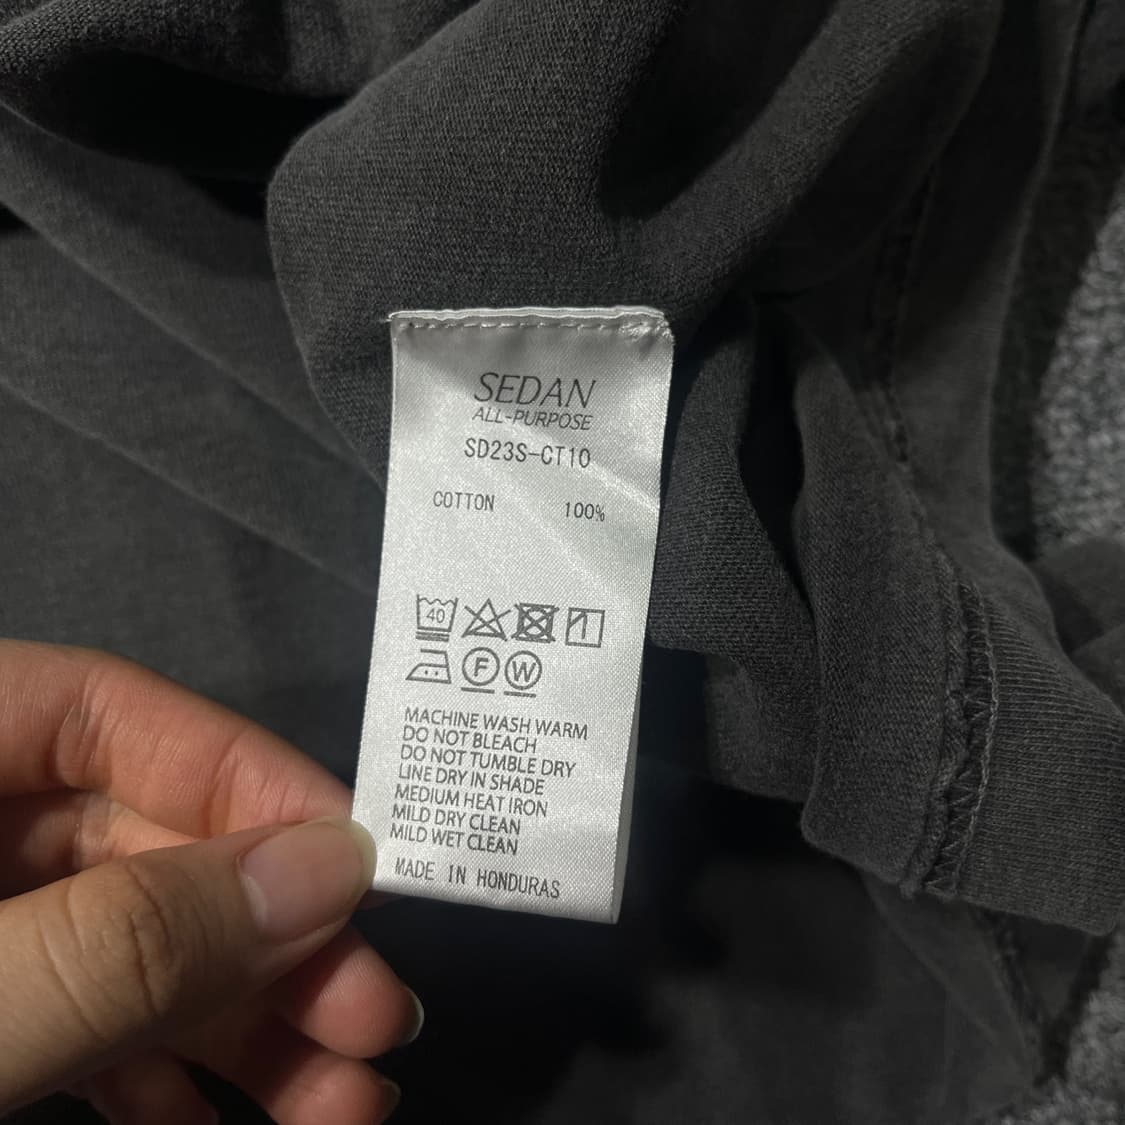 SEDAN
ALL-PURPOSE
SD23S-CT10
COTTON 100%
40
F W
MACHINE WASH WARM
DO NOT BLEACH
DO NOT TUMBLE DRY
LINE DRY IN SHADE
MEDIUM HEAT IRON
MILD DRY CLEAN
MILD WET CLEAN
MADE IN HONDURAS